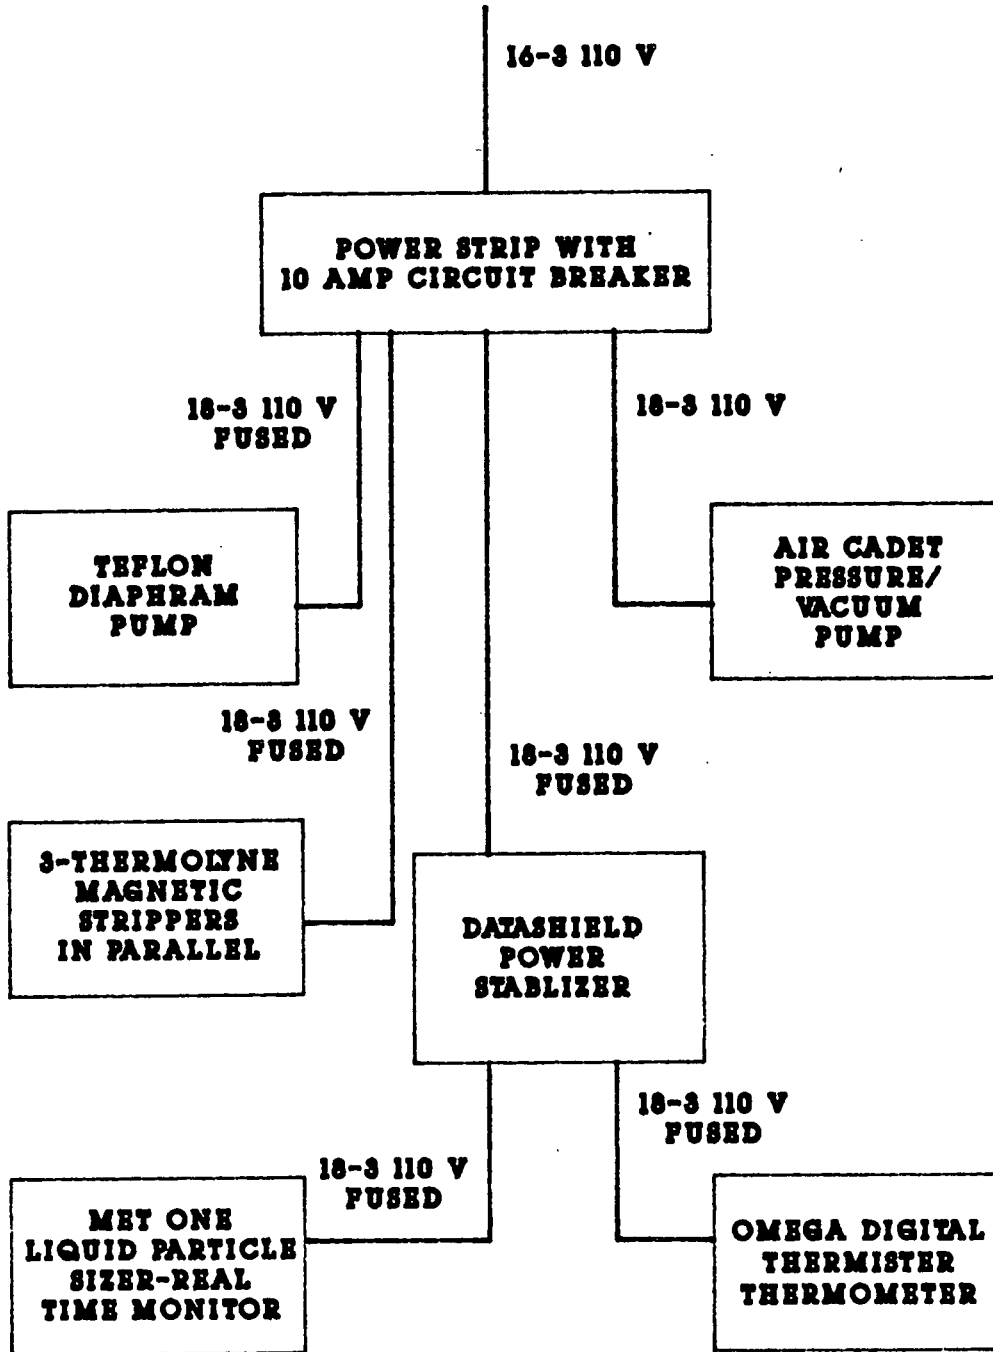 16-3 110 V
POWER STRIP WITH
10 AMP CIRCUIT BREAKER
18-3 110 V
FUSED
18-3 110 V
TEFLON
DIAPHRAM
PUMP
AIR CADET
PRESSURE/
VACUUM
PUMP
18-3 110 V
FUSED
18-3 110 V
FUSED
3-THERMOLYNE
MAGNETIC
STRIPPERS
IN PARALLEL
DATASHIELD
POWER
STABLIZER
18-3 110 V
FUSED
18-3 110 V
FUSED
MET ONE
LIQUID PARTICLE
SIZER-REAL
TIME MONITOR
OMEGA DIGITAL
THERMISTER
THERMOMETER